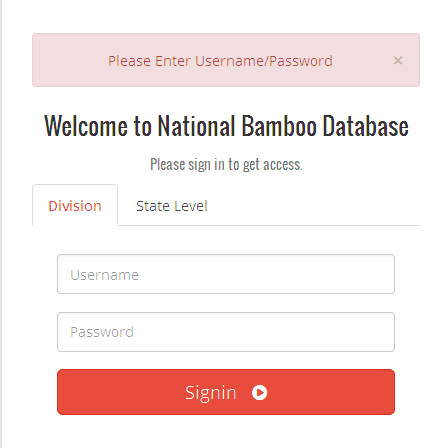 Please Enter Username/Password ×
Welcome to National Bamboo Database
Please sign in to get access.
Division State Level
Username
Password
Signin